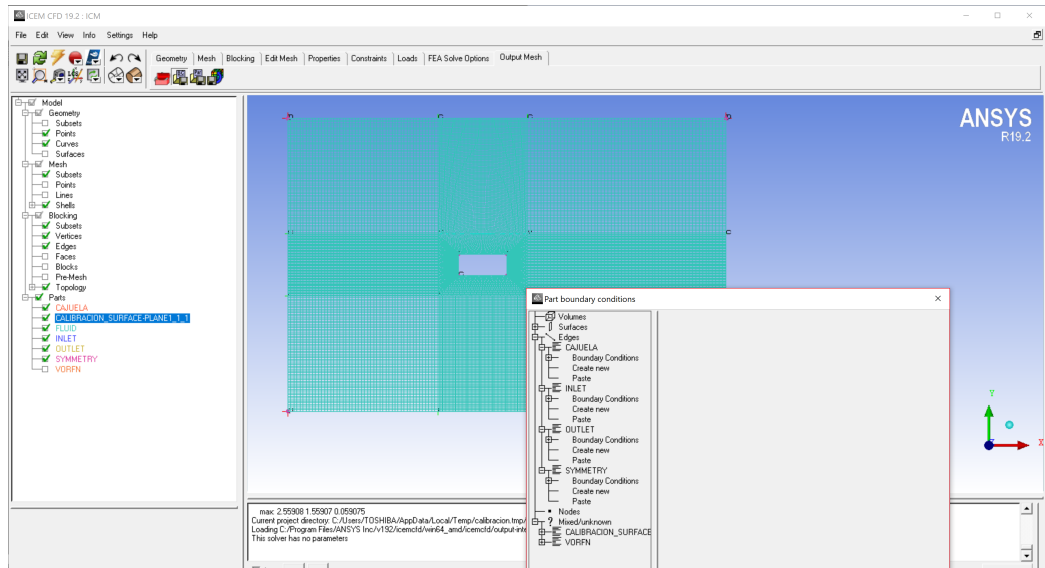 ICEM CFD 19.2 : ICM
File Edit View Info Settings Help
Geometry Mesh Blocking Edit Mesh Properties Constraints Loads FEA Solve Options Output Mesh
Model
Geometry
Subsets
Points
Curves
Surfaces
Mesh
Subsets
Points
Lines
Shells
Blocking
Subsets
Vertices
Edges
Faces
Blocks
Pre-Mesh
Topology
Parts
CAJUELA
CALIBRACION_SURFACE-PLANE1_1_1
FLUID
INLET
OUTLET
SYMMETRY
VORFN
ANSYS
R19.2
Y
X
Part boundary conditions
Volumes
Surfaces
Edges
CAJUELA
Boundary Conditions
Create new
Paste
INLET
Boundary Conditions
Create new
Paste
OUTLET
Boundary Conditions
Create new
Paste
SYMMETRY
Boundary Conditions
Create new
Paste
Nodes
? Mixed/unknown
CALIBRACION_SURFACE
VORFN
max: 2.55908 1.55907 0.059075
Current project directory: C:/Users/TOSHIBA/AppData/Local/Temp/calibracion.tmp/
Loading C:/Program Files/ANSYS Inc/v192/icemcfd/win64_amd/icemcfd/output-inte
This solver has no parameters